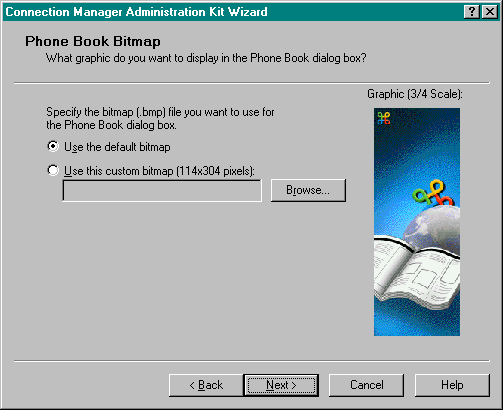 Connection Manager Administration Kit Wizard
Phone Book Bitmap
What graphic do you want to display in the Phone Book dialog box?
Graphic (3/4 Scale):
Specify the bitmap (.bmp) file you want to use for
the Phone Book dialog box.
Use the default bitmap
Use this custom bitmap (114x304 pixels):
Browse...
< Back
Next >
Cancel
Help